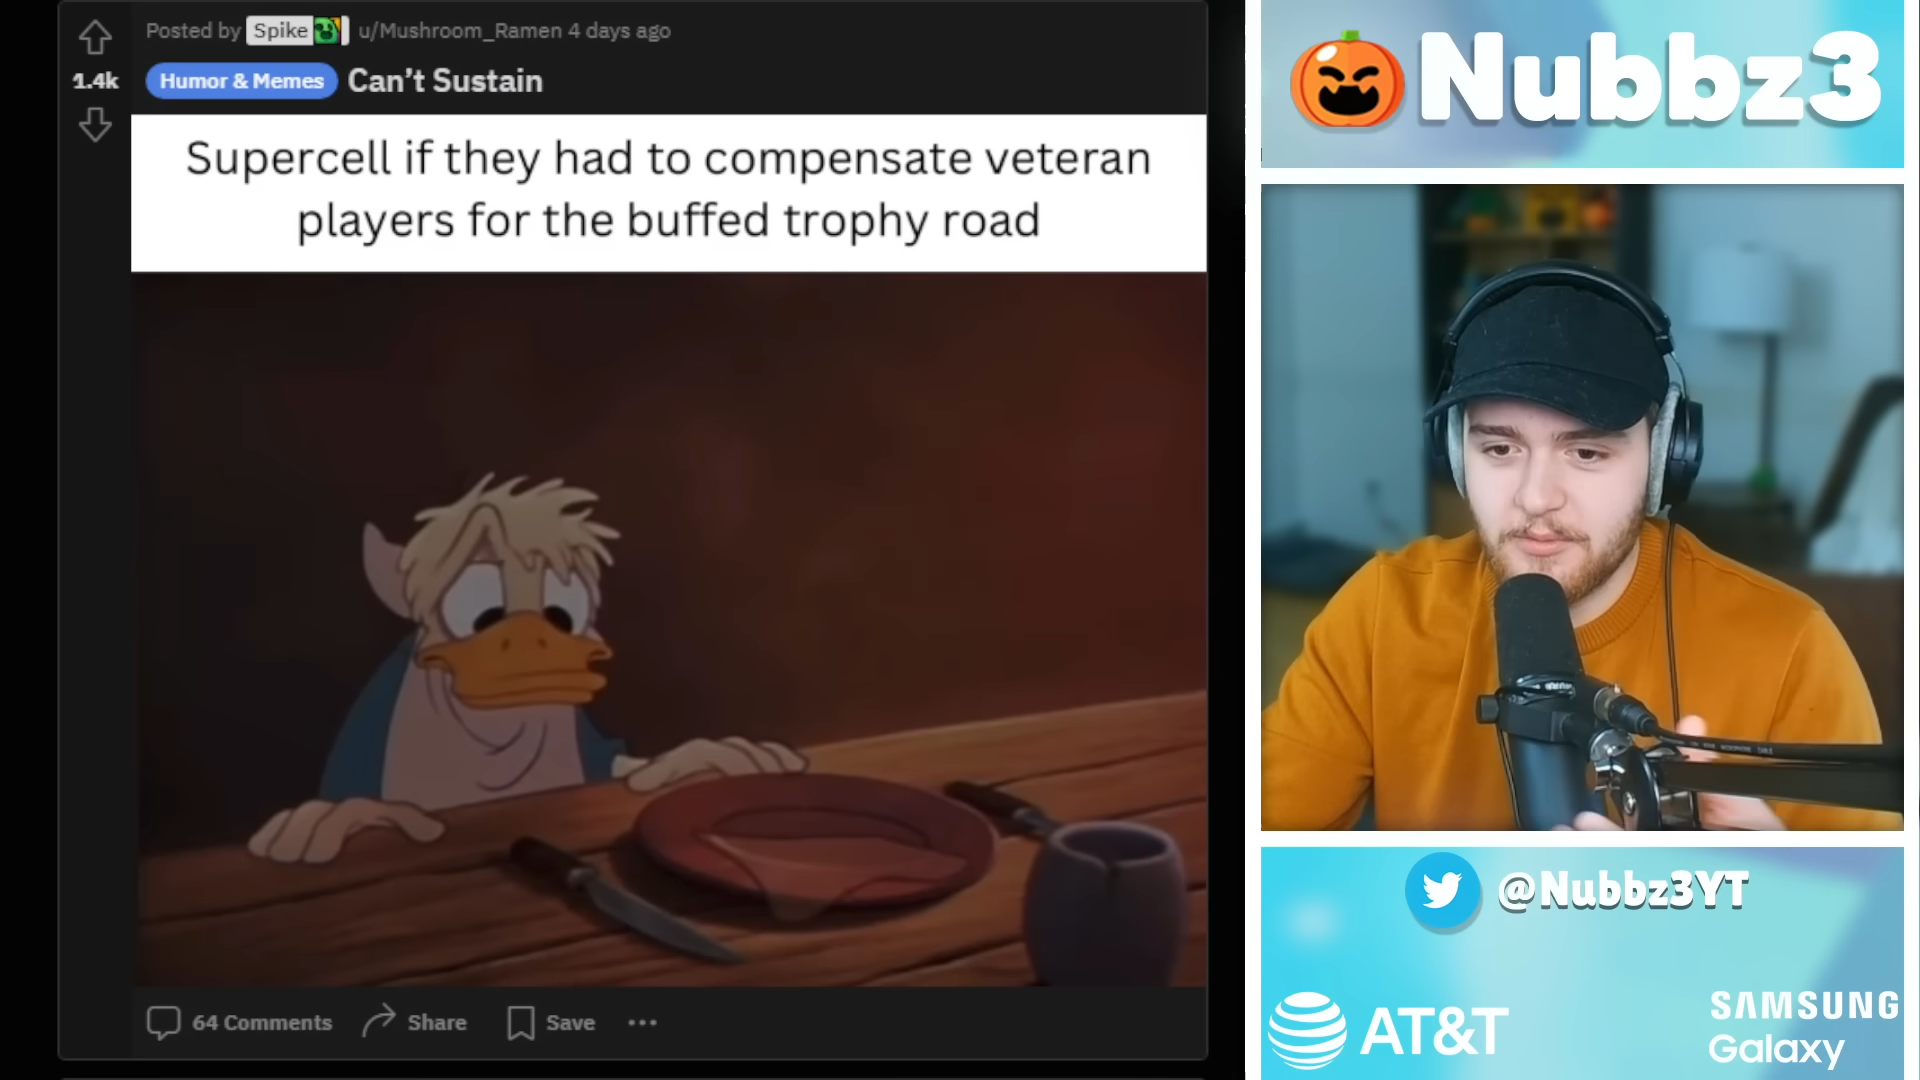 Posted by Spike u/Mushroom_Ramen 4 days ago
1.4k
Humor & Memes Can't Sustain
Supercell if they had to compensate veteran
players for the buffed trophy road
64 Comments Share Save
Nubbz3
@Nubbz3YT
AT&T
SAMSUNG
Galaxy